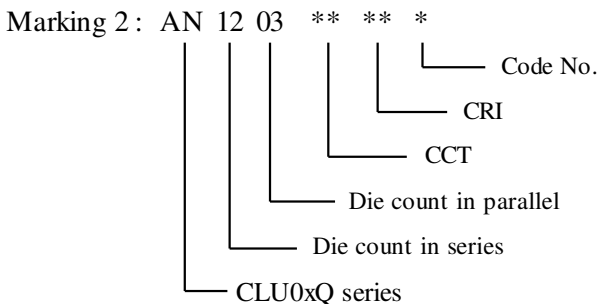 Marking 2 : AN 12 03 ** ** *
Code No.
CRI
CCT
Die count in parallel
Die count in series
CLU0xQ series